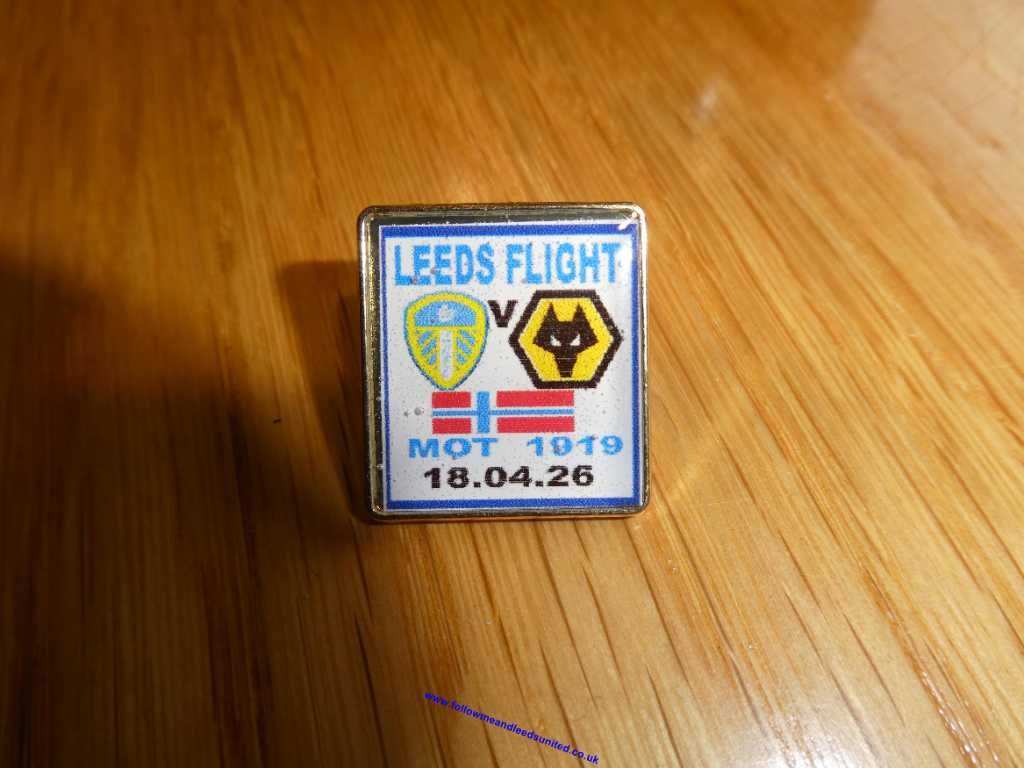 LEEDS FLIGHT
V
MOT 1919
18.04.26
www.followmeandleedsunited.co.uk